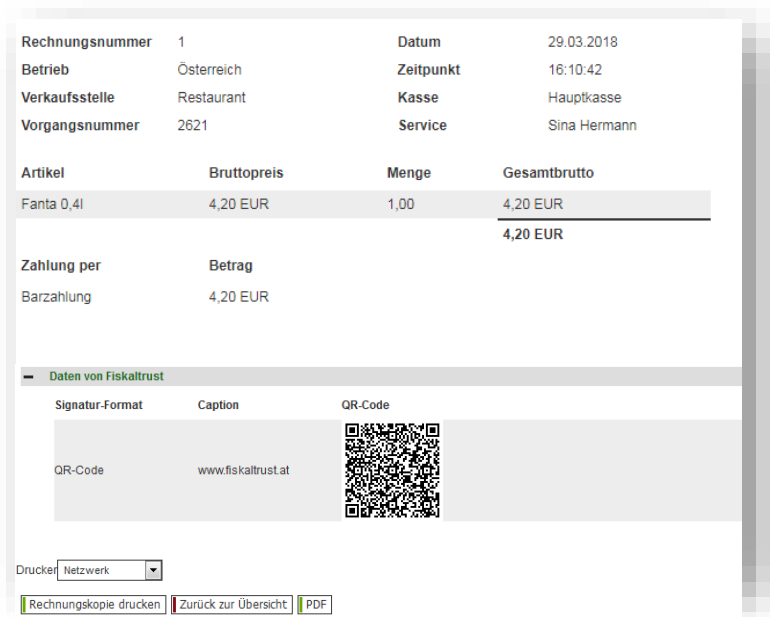 Rechnungsnummer 1 Datum 29.03.2018
Betrieb Österreich Zeitpunkt 16:10:42
Verkaufsstelle Restaurant Kasse Hauptkasse
Vorgangsnummer 2621 Service Sina Hermann
Artikel Bruttopreis Menge Gesamtbrutto
Fanta 0,4l 4,20 EUR 1,00 4,20 EUR
4,20 EUR
Zahlung per Betrag
Barzahlung 4,20 EUR
Daten von Fiskaltrust
Signatur-Format Caption QR-Code
QR-Code www.fiskaltrust.at
Drucker Netzwerk
Rechnungskopie drucken Zurück zur Übersicht PDF